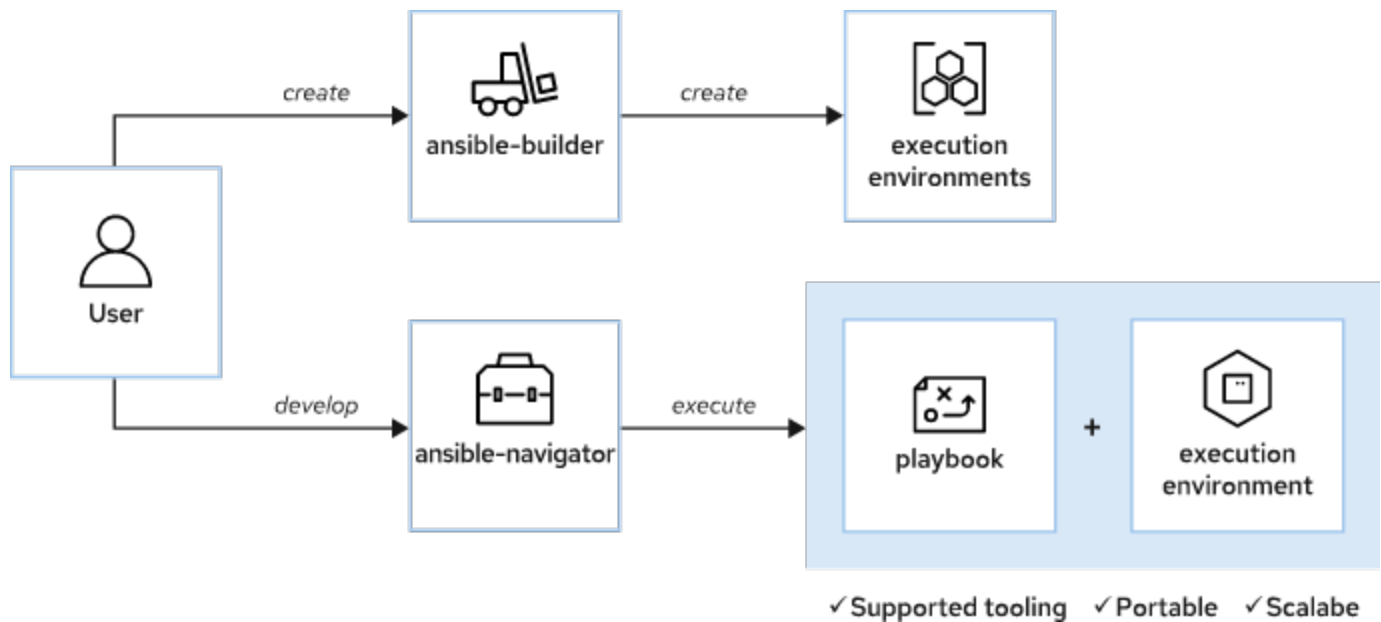 create
create
ansible-builder
execution
environments
User
develop
execute
ansible-navigator
playbook
+
execution
environment
✓Supported tooling ✓Portable ✓Scalabe